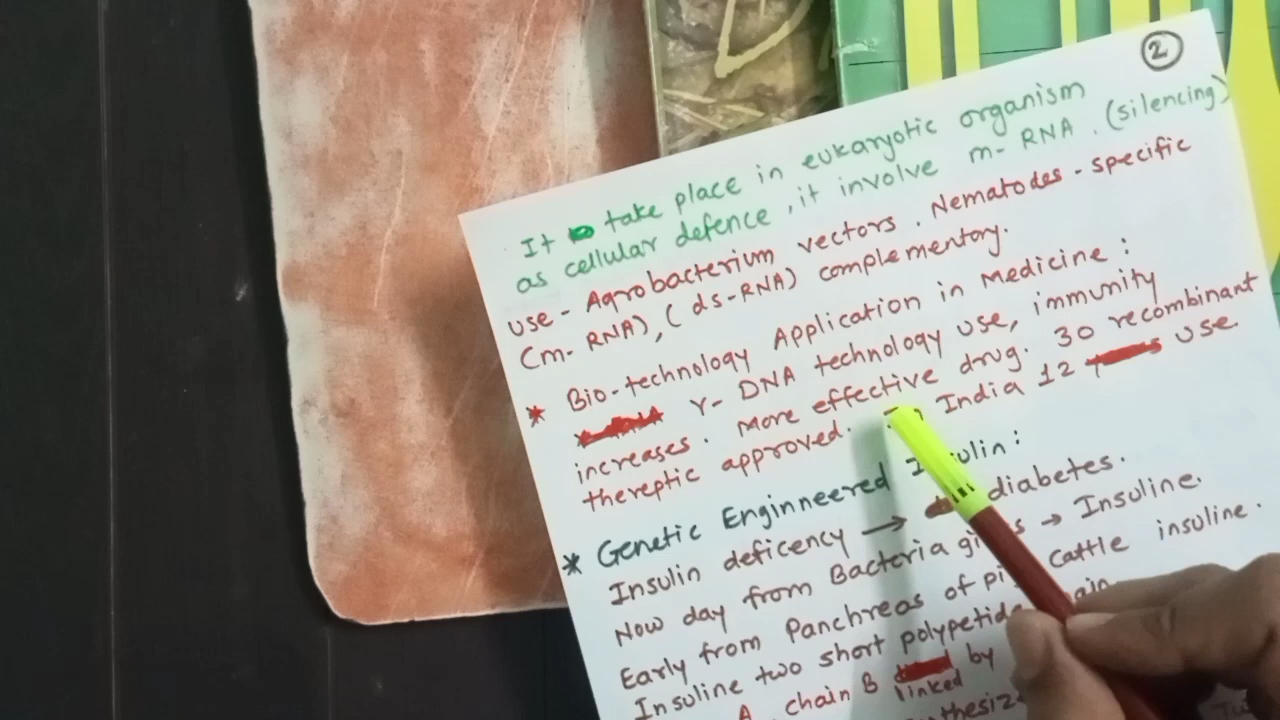 2
It take place in eukaryotic organism
as cellular defence, it involve m-RNA. (silencing)
use - Agrobacterium vectors. Nematodes-specific
(m-RNA), (ds-RNA) complementory.
* Bio-technology Application in Medicine:
r-DNA technology use, immunity
increases. More effective drug. 30 recombinant
thereptic approved. India 12 use.
* Genetic Enginneered :
Insulin deficency → diabetes.
Now day from Bacteria → Insuline.
Early from Panchreas of cattle insuline.
Insuline two short
A chain B linked by